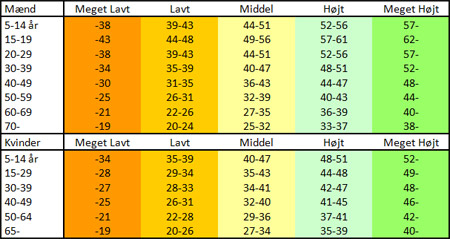 Mænd Meget Lavt Lavt Middel Højt Meget Højt
5-14 år -38 39-43 44-51 52-56 57-
15-19 -43 44-48 49-56 57-61 62-
20-29 -38 39-43 44-51 52-56 57-
30-39 -34 35-39 40-47 48-51 52-
40-49 -30 31-35 36-43 44-47 48-
50-59 -25 26-31 32-39 40-43 44-
60-69 -21 22-26 27-35 36-39 40-
70- -19 20-24 25-32 33-37 38-
Kvinder Meget Lavt Lavt Middel Højt Meget Højt
5-14 år -34 35-39 40-47 48-51 52-
15-29 -28 29-34 35-43 44-48 49-
30-39 -27 28-33 34-41 42-47 48-
40-49 -25 26-31 32-40 41-45 46-
50-64 -21 22-28 29-36 37-41 42-
65- -19 20-26 27-34 35-39 40-